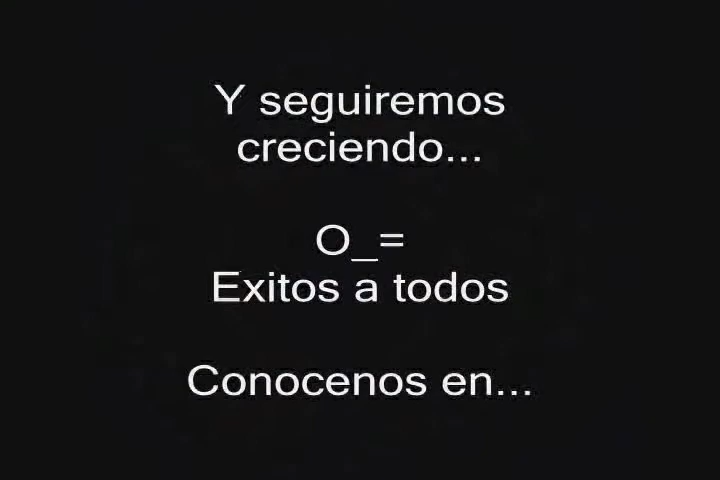 Y seguiremos
creciendo...
O_=
Exitos a todos
Conocenos en...